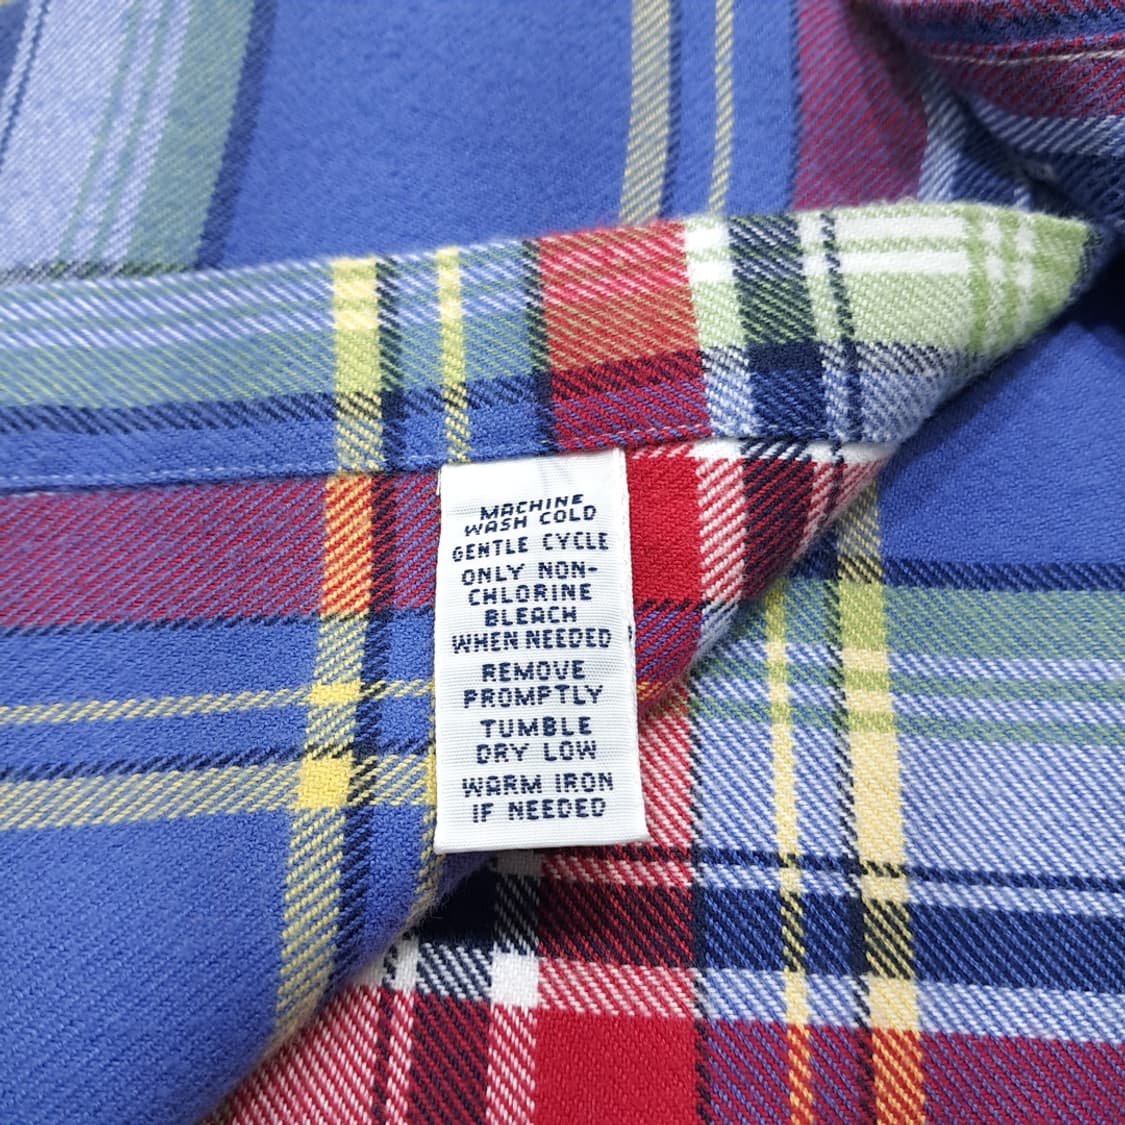 MACHINE
WASH COLD
GENTLE CYCLE
ONLY NON-
CHLORINE
BLEACH
WHEN NEEDED
REMOVE
PROMPTLY
TUMBLE
DRY LOW
WARM IRON
IF NEEDED